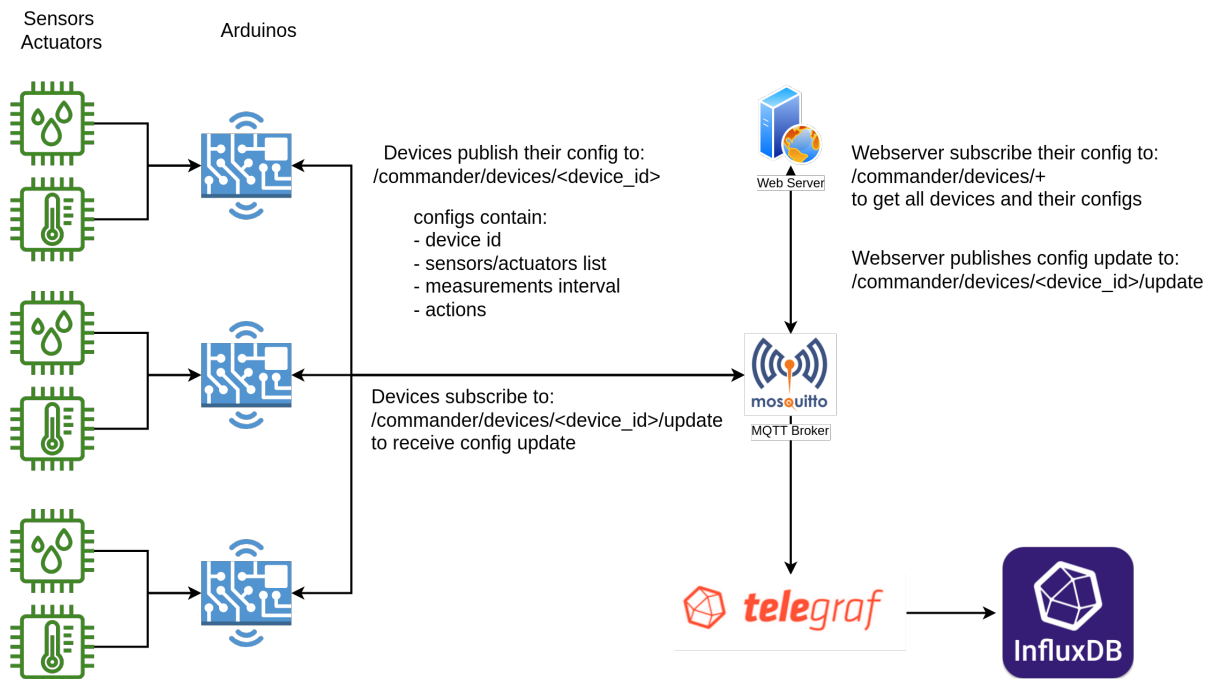 Sensors
Actuators
Arduinos
Devices publish their config to:
/commander/devices/<device_id>
configs contain:
- device id
- sensors/actuators list
- measurements interval
- actions
Web Server
Webserver subscribe their config to:
/commander/devices/+
to get all devices and their configs
Webserver publishes config update to:
/commander/devices/<device_id>/update
Devices subscribe to:
/commander/devices/<device_id>/update
to receive config update
mosquitto
MQTT Broker
telegraf
InfluxDB